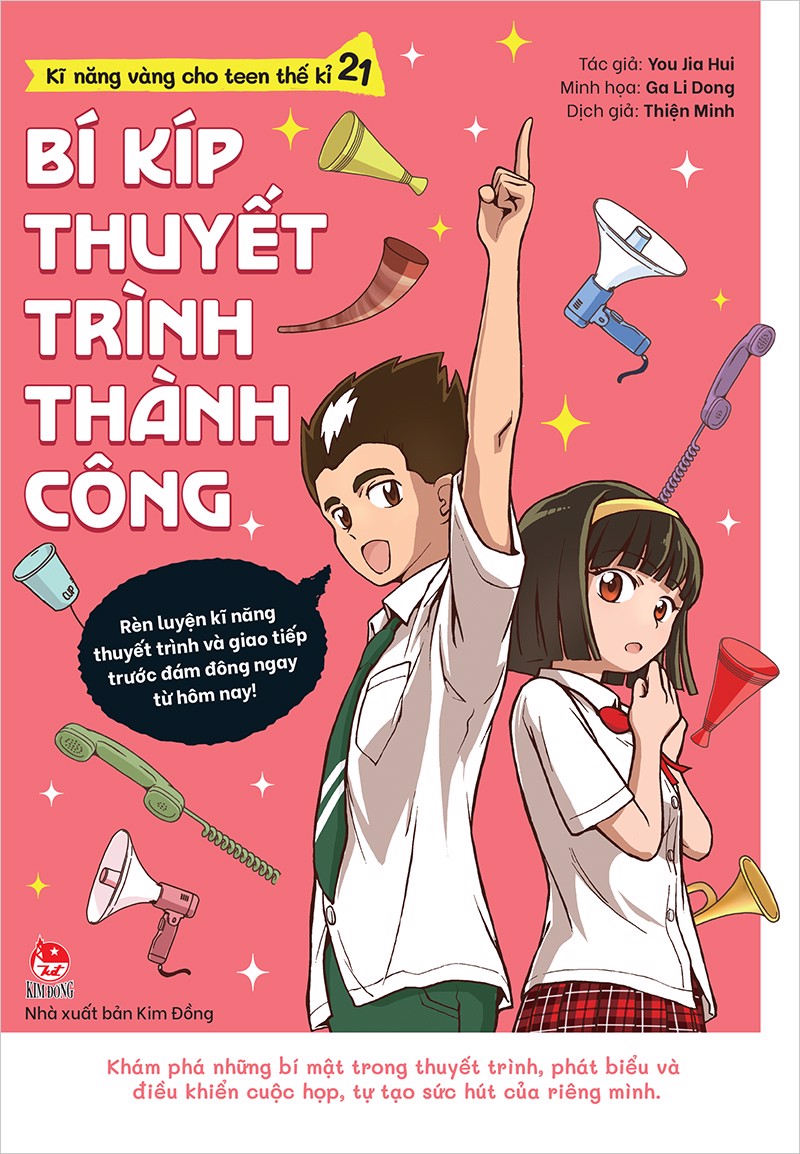 Kĩ năng vàng cho teen thế kỉ 21
Tác giả: You Jia Hui
Minh họa: Ga Li Dong
Dịch giả: Thiện Minh
BÍ KÍP
THUYẾT
TRÌNH
THÀNH
CÔNG
CUP
Rèn luyện kĩ năng
thuyết trình và giao tiếp
trước đám đông ngay
từ hôm nay!
KIM ĐỒNG
Nhà xuất bản Kim Đồng
Khám phá những bí mật trong thuyết trình, phát biểu và
điều khiển cuộc họp, tự tạo sức hút của riêng mình.